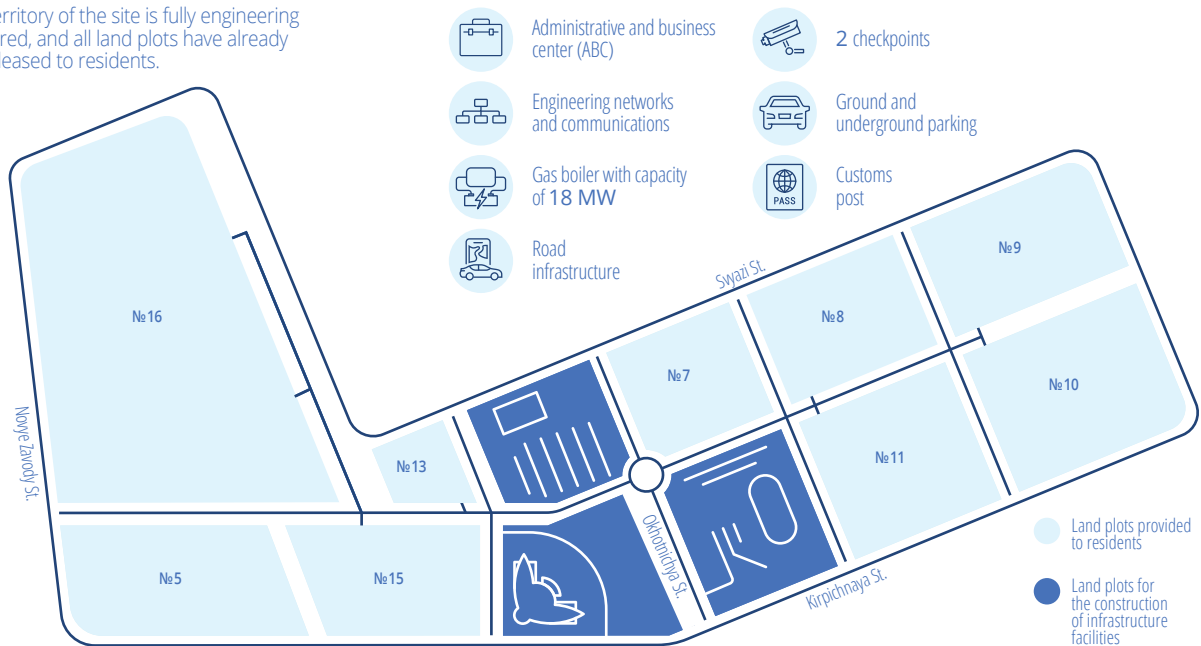 erritory of the site is fully engineering
red, and all land plots have already
leased to residents.
Administrative and business
center (ABC)
Engineering networks
and communications
Gas boiler with capacity
of 18 MW
Road
infrastructure
2 checkpoints
Ground and
underground parking
PASS
Customs
post
Swazi St.
№9
№8
№7
№10
№16
№13
№11
Novye Zavody St.
Okhotnichya St.
Kirpichnaya St.
№5
№15
Land plots provided
to residents
Land plots for
the construction
of infrastructure
facilities